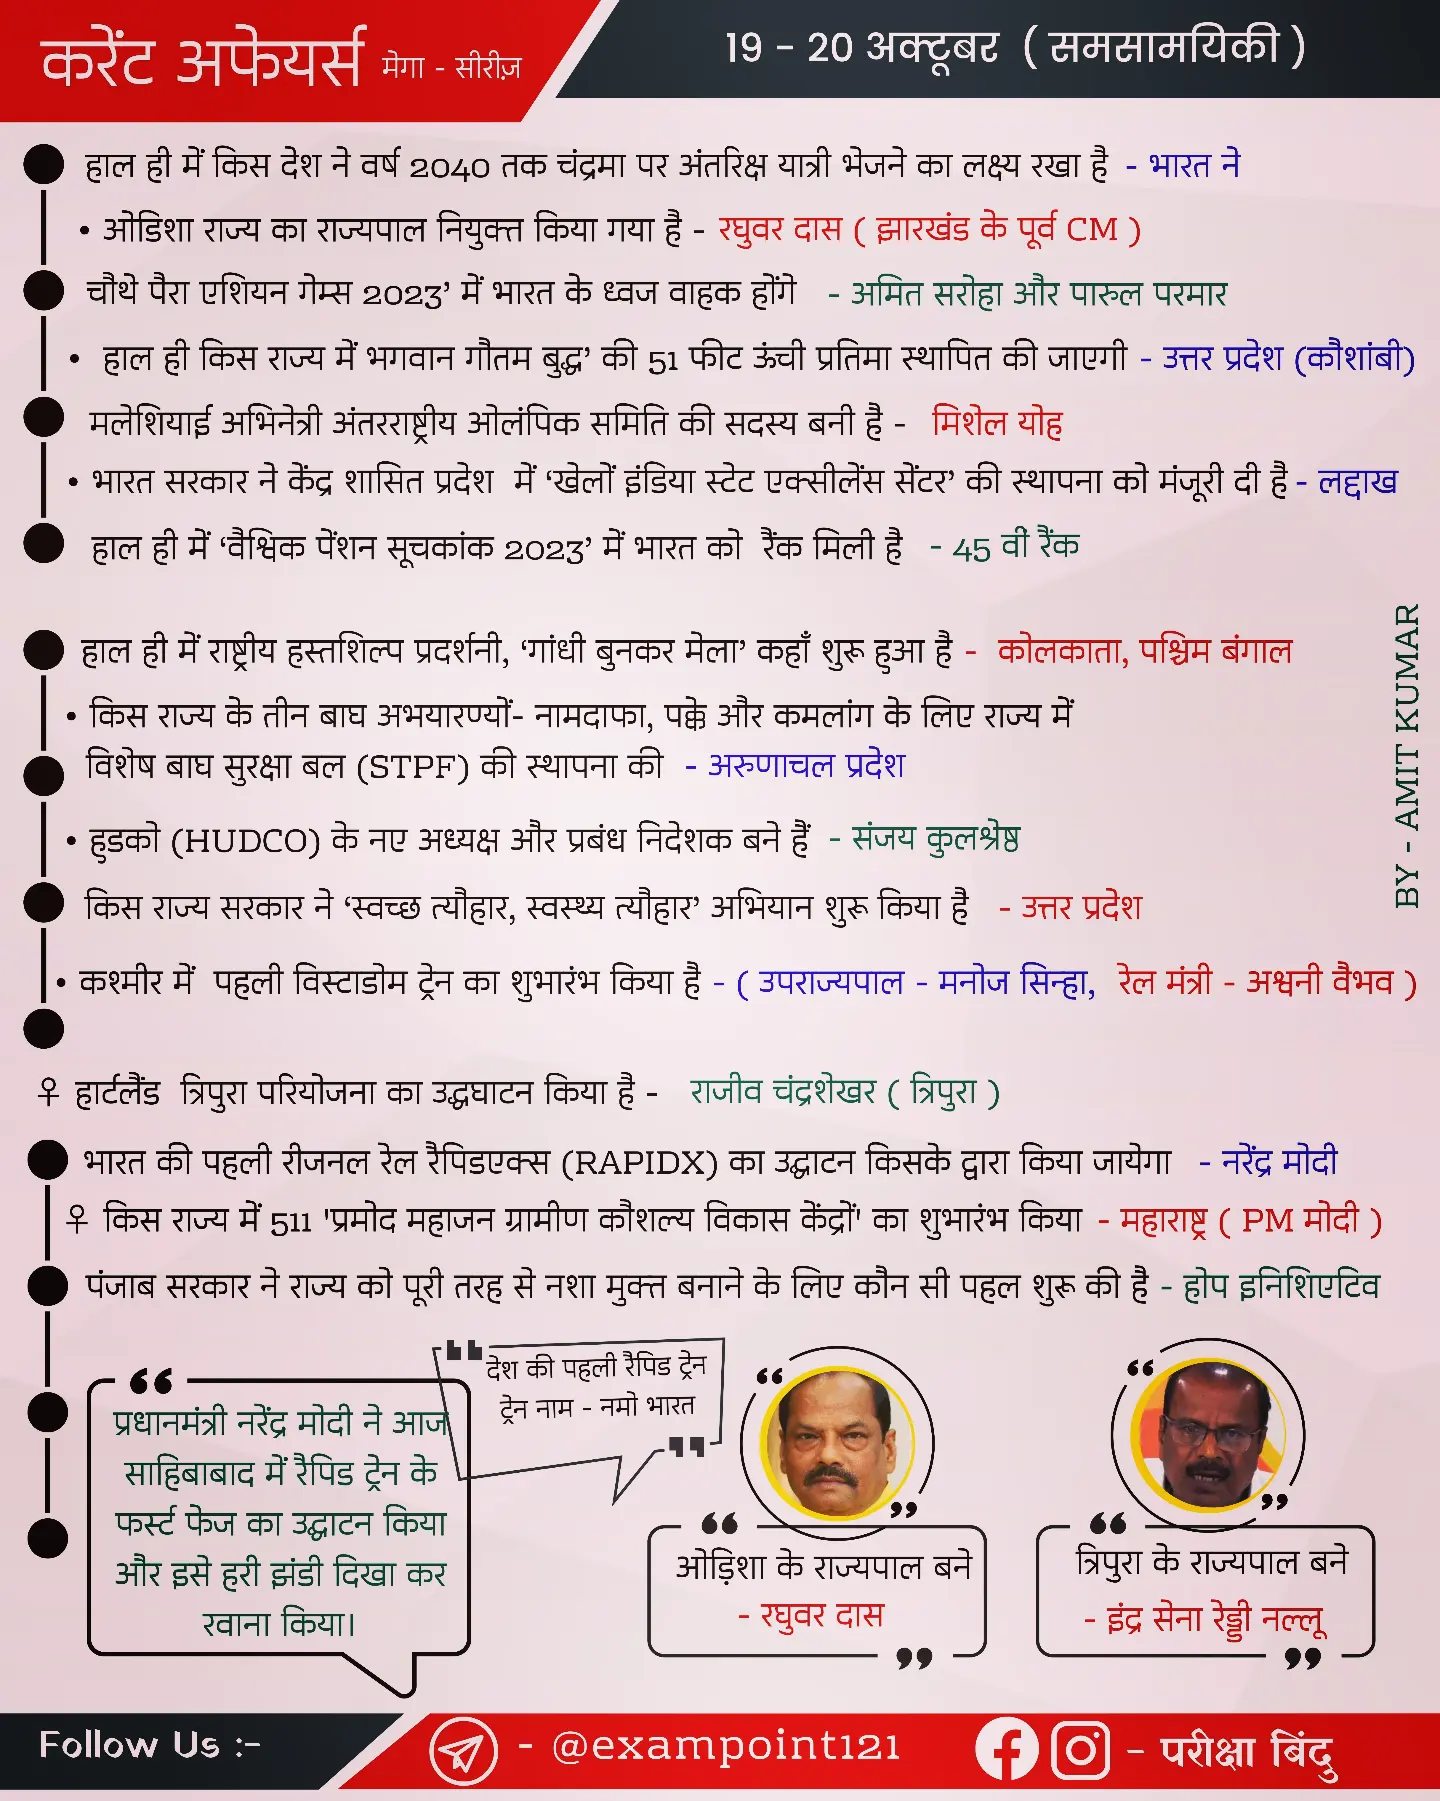 करेंट अफेयर्स मेगा - सीरीज़
19 - 20 अक्टूबर ( समसामयिकी )
हाल ही में किस देश ने वर्ष 2040 तक चंद्रमा पर अंतरिक्ष यात्री भेजने का लक्ष्य रखा है - भारत ने
• ओडिशा राज्य का राज्यपाल नियुक्त किया गया है - रघुवर दास ( झारखंड के पूर्व CM )
चौथे पैरा एशियन गेम्स 2023’ में भारत के ध्वज वाहक होंगे - अमित सरोहा और पारुल परमार
• हाल ही किस राज्य में भगवान गौतम बुद्ध’ की 51 फीट ऊंची प्रतिमा स्थापित की जाएगी - उत्तर प्रदेश (कौशांबी)
मलेशियाई अभिनेत्री अंतरराष्ट्रीय ओलंपिक समिति की सदस्य बनी है - मिशेल योह
• भारत सरकार ने केंद्र शासित प्रदेश में ‘खेलों इंडिया स्टेट एक्सीलेंस सेंटर’ की स्थापना को मंजूरी दी है - लद्दाख
हाल ही में ‘वैश्विक पेंशन सूचकांक 2023’ में भारत को रैंक मिली है - 45 वीं रैंक
हाल ही में राष्ट्रीय हस्तशिल्प प्रदर्शनी, ‘गांधी बुनकर मेला’ कहाँ शुरू हुआ है - कोलकाता, पश्चिम बंगाल
• किस राज्य के तीन बाघ अभयारण्यों- नामदाफा, पक्के और कमलांग के लिए राज्य में
विशेष बाघ सुरक्षा बल (STPF) की स्थापना की - अरुणाचल प्रदेश
• हुडको (HUDCO) के नए अध्यक्ष और प्रबंध निदेशक बने हैं - संजय कुलश्रेष्ठ
किस राज्य सरकार ने ‘स्वच्छ त्यौहार, स्वस्थ्य त्यौहार’ अभियान शुरू किया है - उत्तर प्रदेश
• कश्मीर में पहली विस्टाडोम ट्रेन का शुभारंभ किया है - ( उपराज्यपाल - मनोज सिन्हा, रेल मंत्री - अश्वनी वैभव )
♀ हार्टलैंड त्रिपुरा परियोजना का उद्घघाटन किया है - राजीव चंद्रशेखर ( त्रिपुरा )
भारत की पहली रीजनल रेल रैपिडएक्स (RAPIDX) का उद्घाटन किसके द्वारा किया जायेगा - नरेंद्र मोदी
♀ किस राज्य में 511 'प्रमोद महाजन ग्रामीण कौशल्य विकास केंद्रों' का शुभारंभ किया - महाराष्ट्र ( PM मोदी )
पंजाब सरकार ने राज्य को पूरी तरह से नशा मुक्त बनाने के लिए कौन सी पहल शुरू की है - होप इनिशिएटिव
BY - AMIT KUMAR
देश की पहली रैपिड ट्रेन
ट्रेन नाम - नमो भारत
प्रधानमंत्री नरेंद्र मोदी ने आज
साहिबाबाद में रैपिड ट्रेन के
फर्स्ट फेज का उद्घाटन किया
और इसे हरी झंडी दिखा कर
रवाना किया।
ओड़िशा के राज्यपाल बने
- रघुवर दास
त्रिपुरा के राज्यपाल बने
- इंद्र सेना रेड्डी नल्लू
Follow Us :- - @exampoint121 - परीक्षा बिंदु